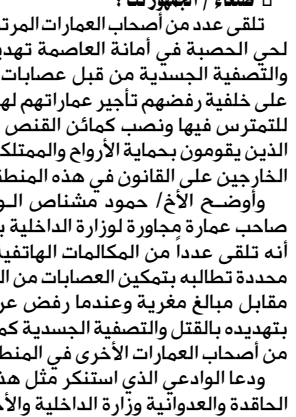 صنعاء / الجمهورية :
تلقى عدد من أصحاب العمارات المرت
لحي الحصبة في أمانة العاصمة تهدي
والتصفية الجسدية من قبل عصابات
على خلفية رفضهم تأجير عماراتهم له
للتمترس فيها ونصب كمائن القنص
الذين يقومون بحماية الأرواح والممتلك
الخارجين على القانون في هذه المنطق
وأوضــح الأخ/ حمود مشناص الـو
صاحب عمارة مجاورة لوزارة الداخلية ب
أنه تلقى عدداً من المكالمات الهاتفي
محددة تطالبه بتمكين العصابات من ال
مقابل مبالغ مغرية وعندما رفض عر
بتهديده بالقتل والتصفية الجسدية كم
من أصحاب العمارات الأخرى في المنط
ودعا الوادعي الذي استنكر مثل هذ
الحاقدة والعدوانية وزارة الداخلية والأ